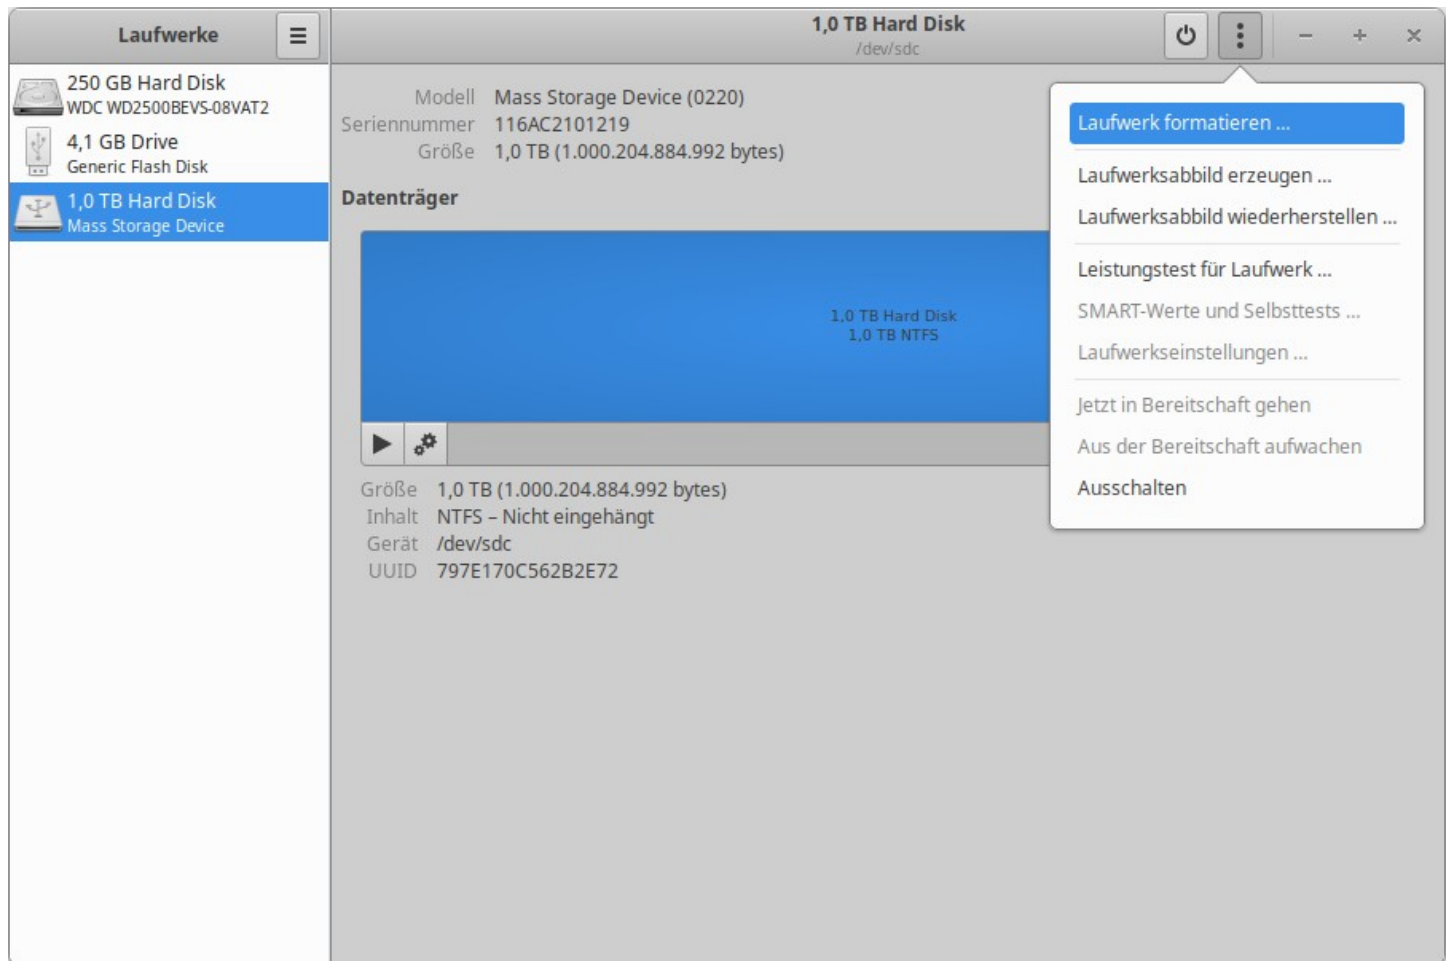 Laufwerke
1,0 TB Hard Disk
/dev/sdc
250 GB Hard Disk
WDC WD2500BEVS-08VAT2
4,1 GB Drive
Generic Flash Disk
1,0 TB Hard Disk
Mass Storage Device
Modell Mass Storage Device (0220)
Seriennummer 116AC2101219
Größe 1,0 TB (1.000.204.884.992 bytes)
Datenträger
1,0 TB Hard Disk
1,0 TB NTFS
Größe 1,0 TB (1.000.204.884.992 bytes)
Inhalt NTFS – Nicht eingehängt
Gerät /dev/sdc
UUID 797E170C562B2E72
Laufwerk formatieren ...
Laufwerksabbild erzeugen ...
Laufwerksabbild wiederherstellen ...
Leistungstest für Laufwerk ...
SMART-Werte und Selbsttests ...
Laufwerkseinstellungen ...
Jetzt in Bereitschaft gehen
Aus der Bereitschaft aufwachen
Ausschalten